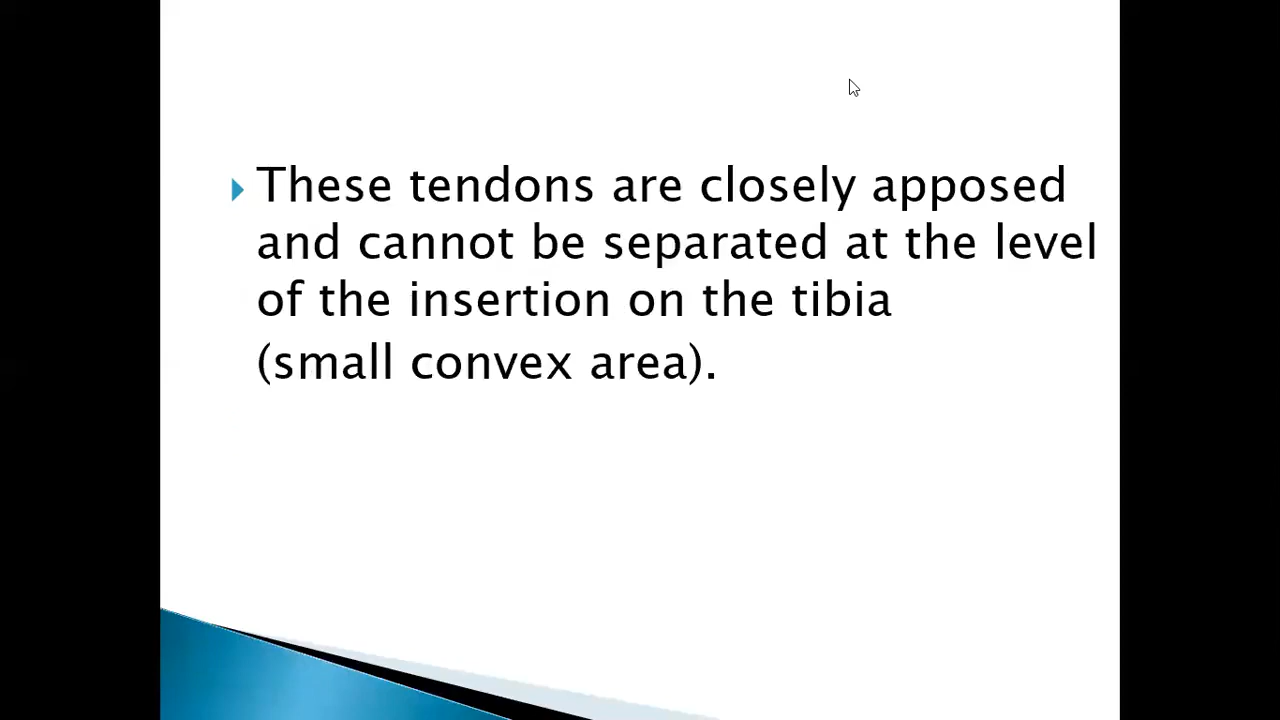 These tendons are closely apposed
and cannot be separated at the level
of the insertion on the tibia
(small convex area).